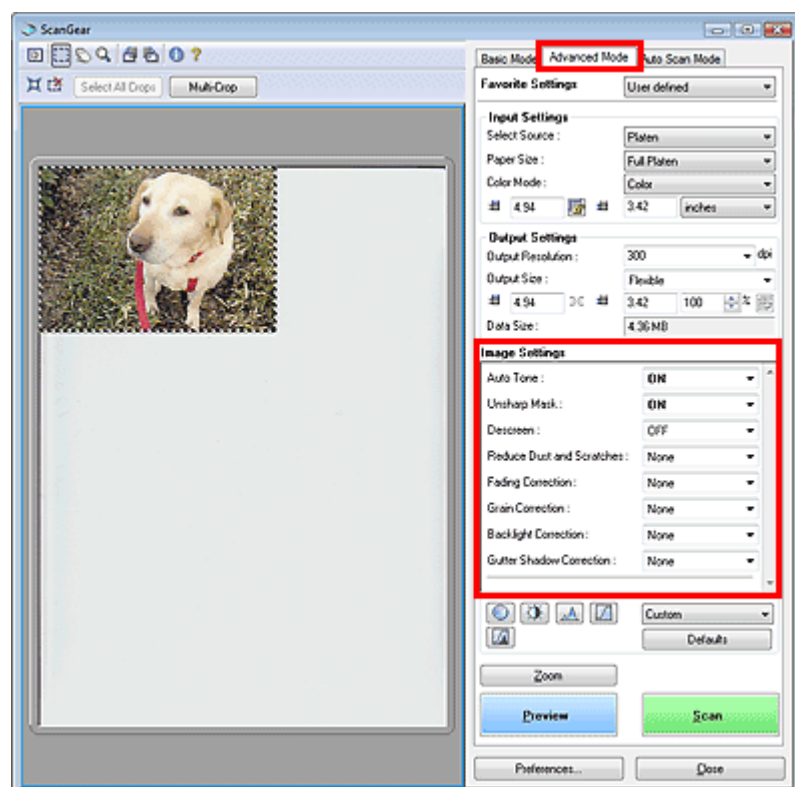 ScanGear
Select All Crops Multi-Crop
Basic Mode Advanced Mode Auto Scan Mode
Favorite Settings User defined
Input Settings
Select Source : Platen
Paper Size : Full Platen
Color Mode : Color
4.94 3.42 inches
Output Settings
Output Resolution : 300 dpi
Output Size : Flexible
4.94 3.42 100 %
Data Size : 4.36 MB
Image Settings
Auto Tone : ON
Unsharp Mask : ON
Descreen : OFF
Reduce Dust and Scratches : None
Fading Correction : None
Grain Correction : None
Backlight Correction : None
Gutter Shadow Correction : None
Custom
Defaults
Zoom
Preview Scan
Preferences... Close